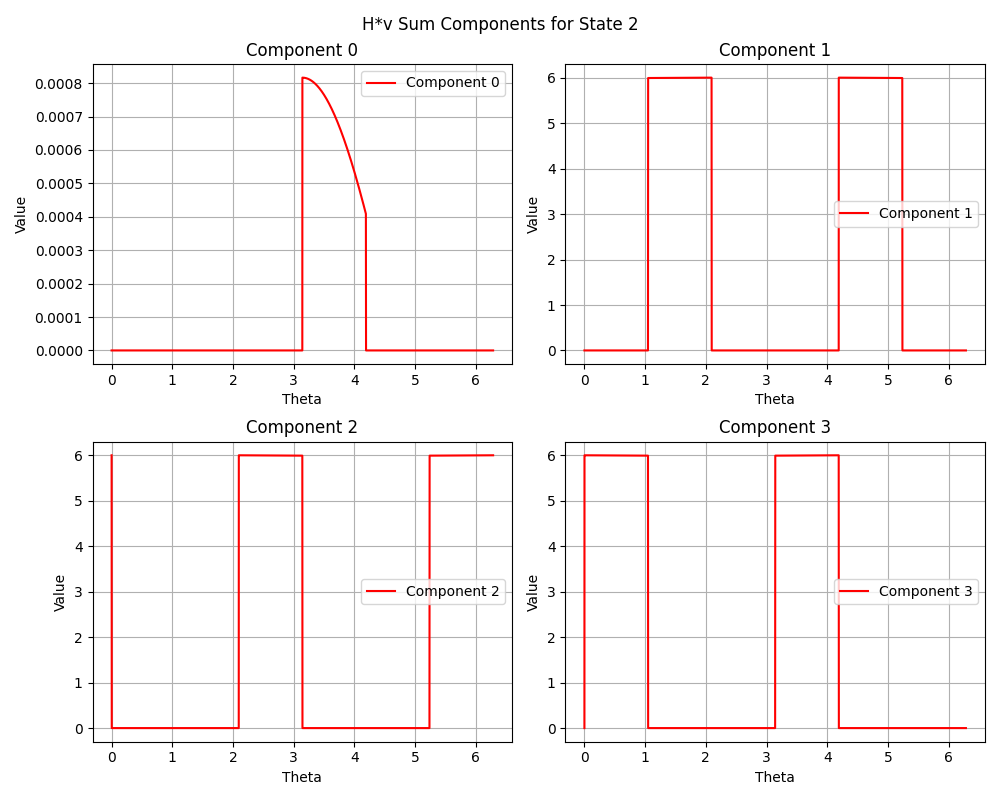 H*v Sum Components for State 2
Component 0
Value
0.0008
0.0007
0.0006
0.0005
0.0004
0.0003
0.0002
0.0001
0.0000
Component 0
0 1 2 3 4 5 6
Theta
Component 1
Value
6
5
4
3
2
1
0
Component 1
0 1 2 3 4 5 6
Theta
Component 2
Value
6
5
4
3
2
1
0
Component 2
0 1 2 3 4 5 6
Theta
Component 3
Value
6
5
4
3
2
1
0
Component 3
0 1 2 3 4 5 6
Theta